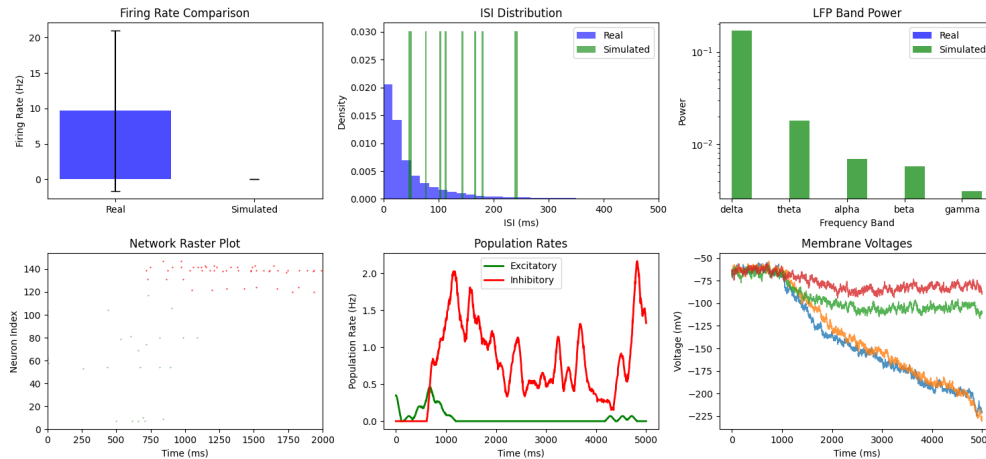 Firing Rate Comparison
Firing Rate (Hz)
20
15
10
5
0
Real
Simulated
ISI Distribution
Density
0.030
0.025
0.020
0.015
0.010
0.005
0.000
0
100
200
300
400
500
ISI (ms)
Real
Simulated
LFP Band Power
Power
10⁻¹
10⁻²
delta
theta
alpha
beta
gamma
Frequency Band
Real
Simulated
Network Raster Plot
Neuron Index
140
120
100
80
60
40
20
0
0
250
500
750
1000
1250
1500
1750
2000
Time (ms)
Population Rates
Population Rate (Hz)
2.0
1.5
1.0
0.5
0.0
0
1000
2000
3000
4000
5000
Time (ms)
Excitatory
Inhibitory
Membrane Voltages
Voltage (mV)
−50
−75
−100
−125
−150
−175
−200
−225
0
1000
2000
3000
4000
5000
Time (ms)